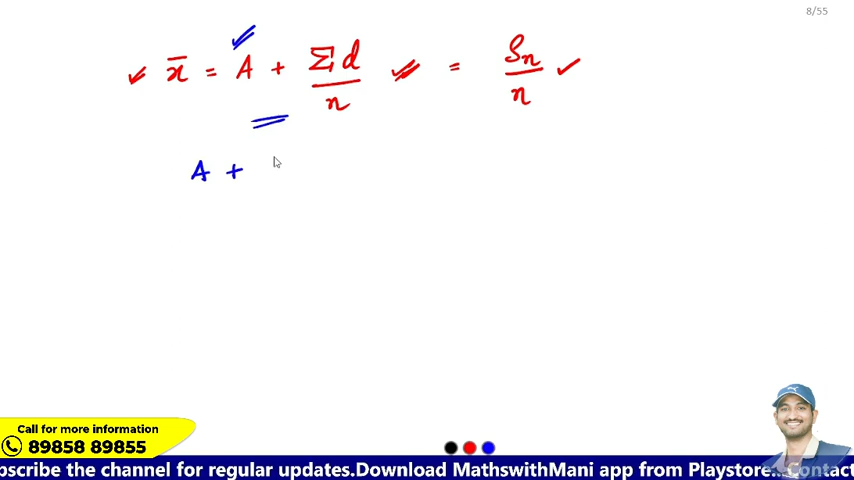 8/55
x̄ = A + Σd/n = Sn/n
A +
Call for more information
89858 89855
bscribe the channel for regular updates.Download MathswithMani app from Playstore..Contact